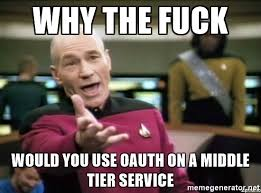 WHY THE FUCK
WOULD YOU USE OAUTH ON A MIDDLE
TIER SERVICE
memegenerator.net